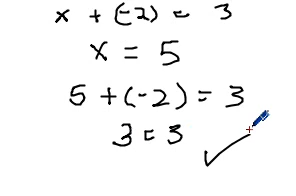 x + (-2) = 3
x = 5
5 + (-2) = 3
3 = 3 ✓